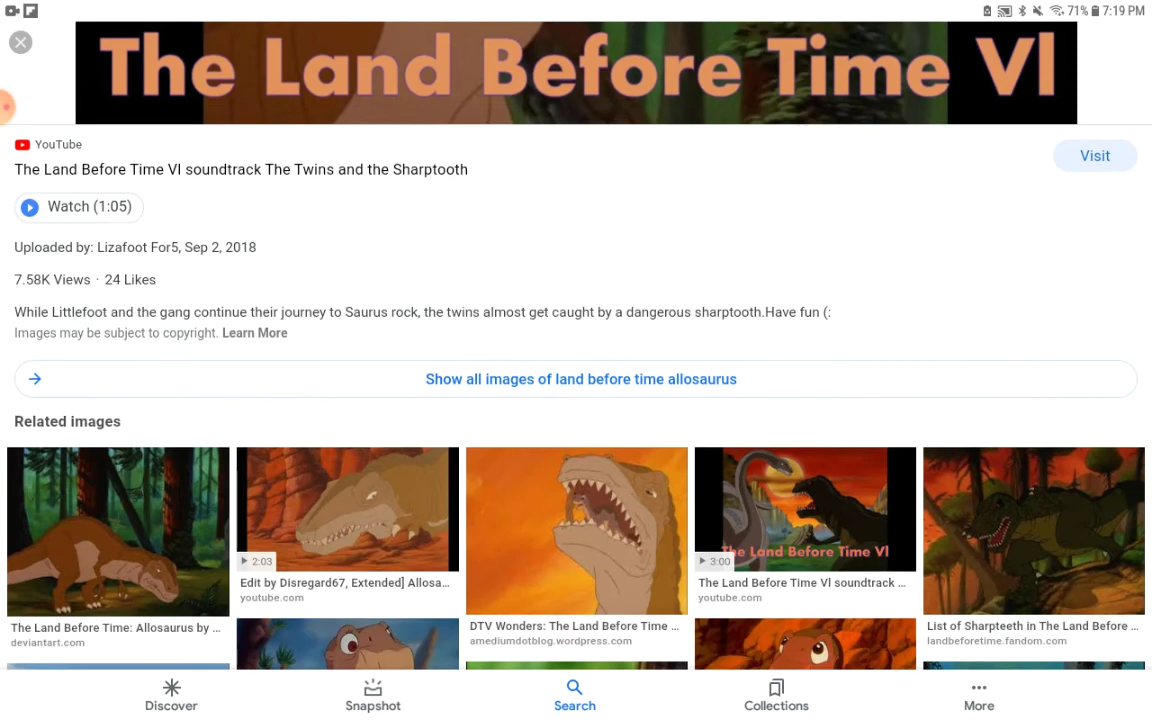 71% 7:19 PM
The Land Before Time Vl
YouTube
The Land Before Time VI soundtrack The Twins and the Sharptooth
Visit
Watch (1:05)
Uploaded by: Lizafoot For5, Sep 2, 2018
7.58K Views · 24 Likes
While Littlefoot and the gang continue their journey to Saurus rock, the twins almost get caught by a dangerous sharptooth.Have fun (:
Images may be subject to copyright. Learn More
Show all images of land before time allosaurus
Related images
2:03
The Land Before Time Vl
3:00
Edit by Disregard67, Extended] Allosa...
youtube.com
The Land Before Time Vl soundtrack ...
youtube.com
The Land Before Time: Allosaurus by ...
deviantart.com
DTV Wonders: The Land Before Time ...
amediumdotblog.wordpress.com
List of Sharpteeth in The Land Before ...
landbeforetime.fandom.com
Discover
Snapshot
Search
Collections
More